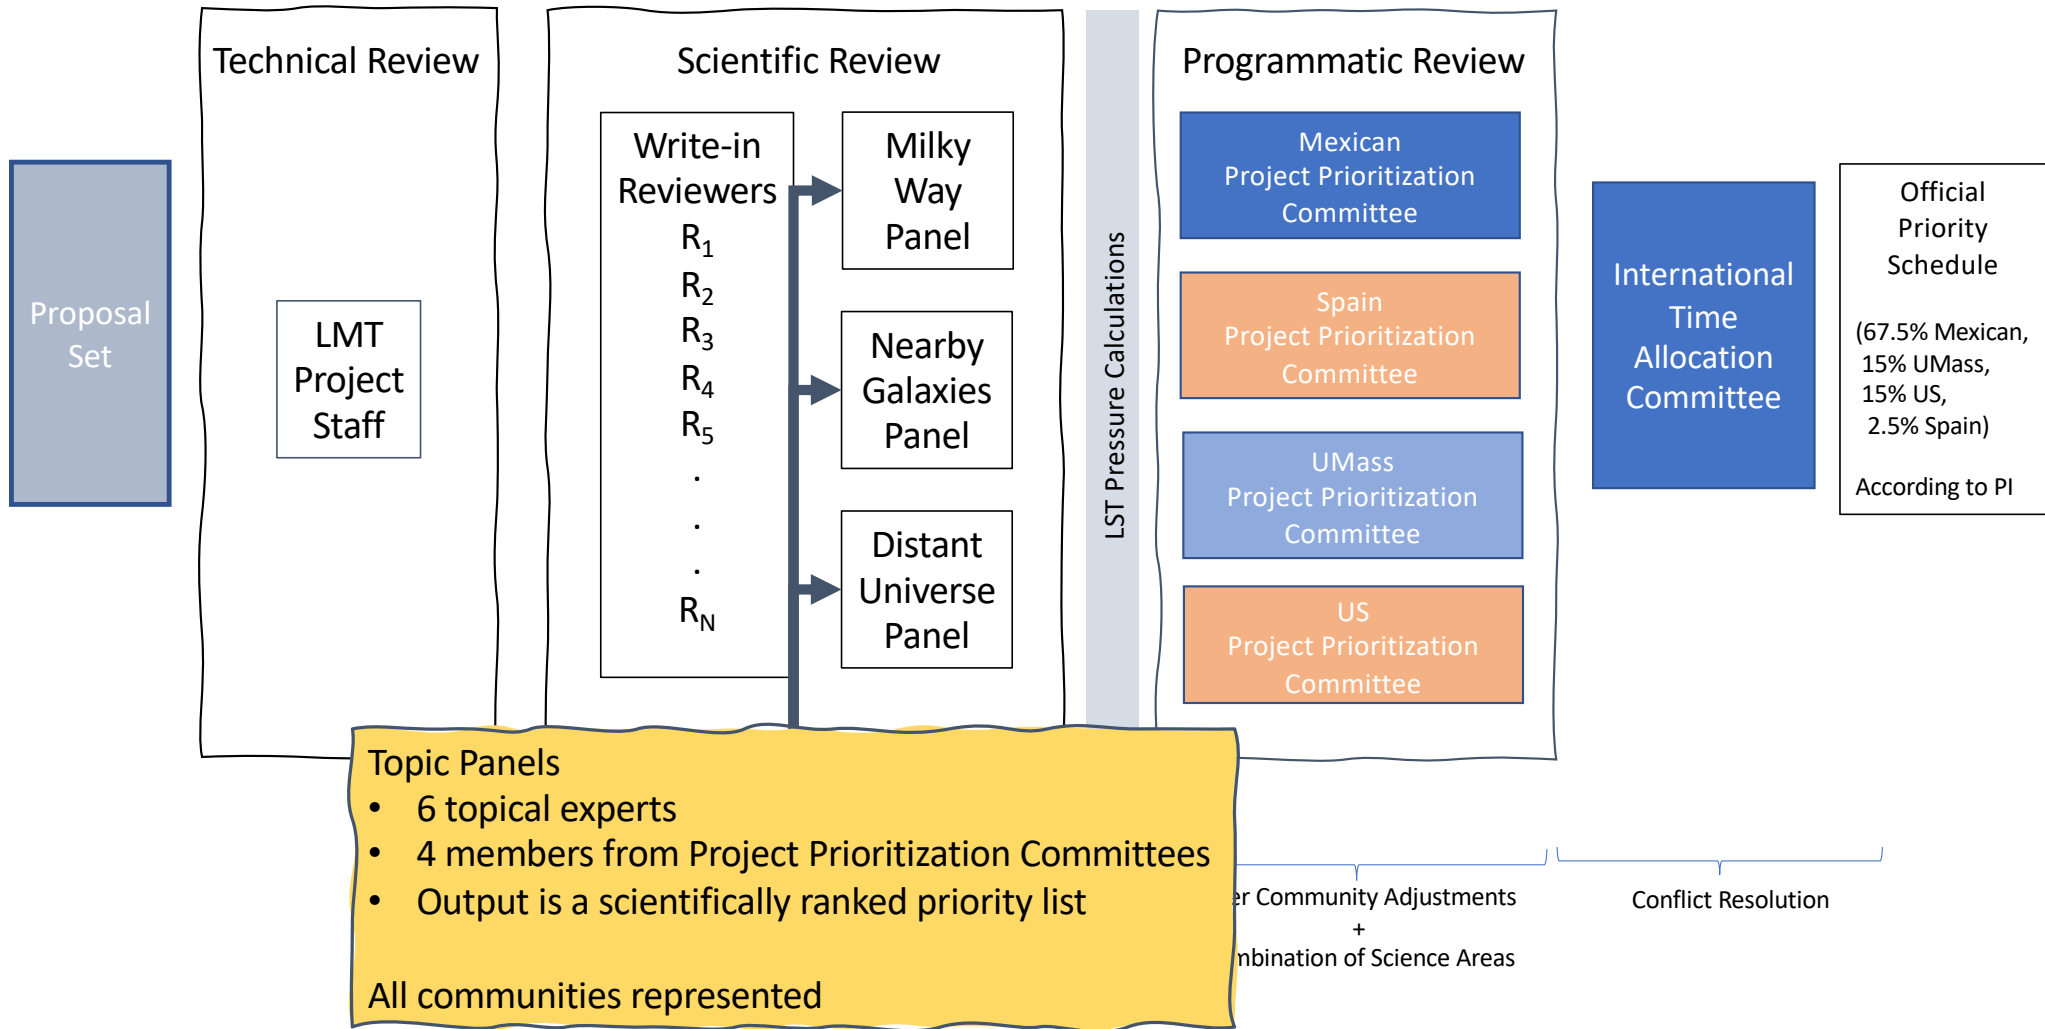 Proposal
Set
Technical Review
LMT
Project
Staff
Scientific Review
Write-in
Reviewers
R1
R2
R3
R4
R5
.
.
.
RN
Milky
Way
Panel
Nearby
Galaxies
Panel
Distant
Universe
Panel
LST Pressure Calculations
Programmatic Review
Mexican
Project Prioritization
Committee
Spain
Project Prioritization
Committee
UMass
Project Prioritization
Committee
US
Project Prioritization
Committee
International
Time
Allocation
Committee
Official
Priority
Schedule
(67.5% Mexican,
15% UMass,
15% US,
2.5% Spain)
According to PI
Topic Panels
• 6 topical experts
• 4 members from Project Prioritization Committees
• Output is a scientifically ranked priority list
All communities represented
Community Adjustments
+
of Science Areas
Conflict Resolution